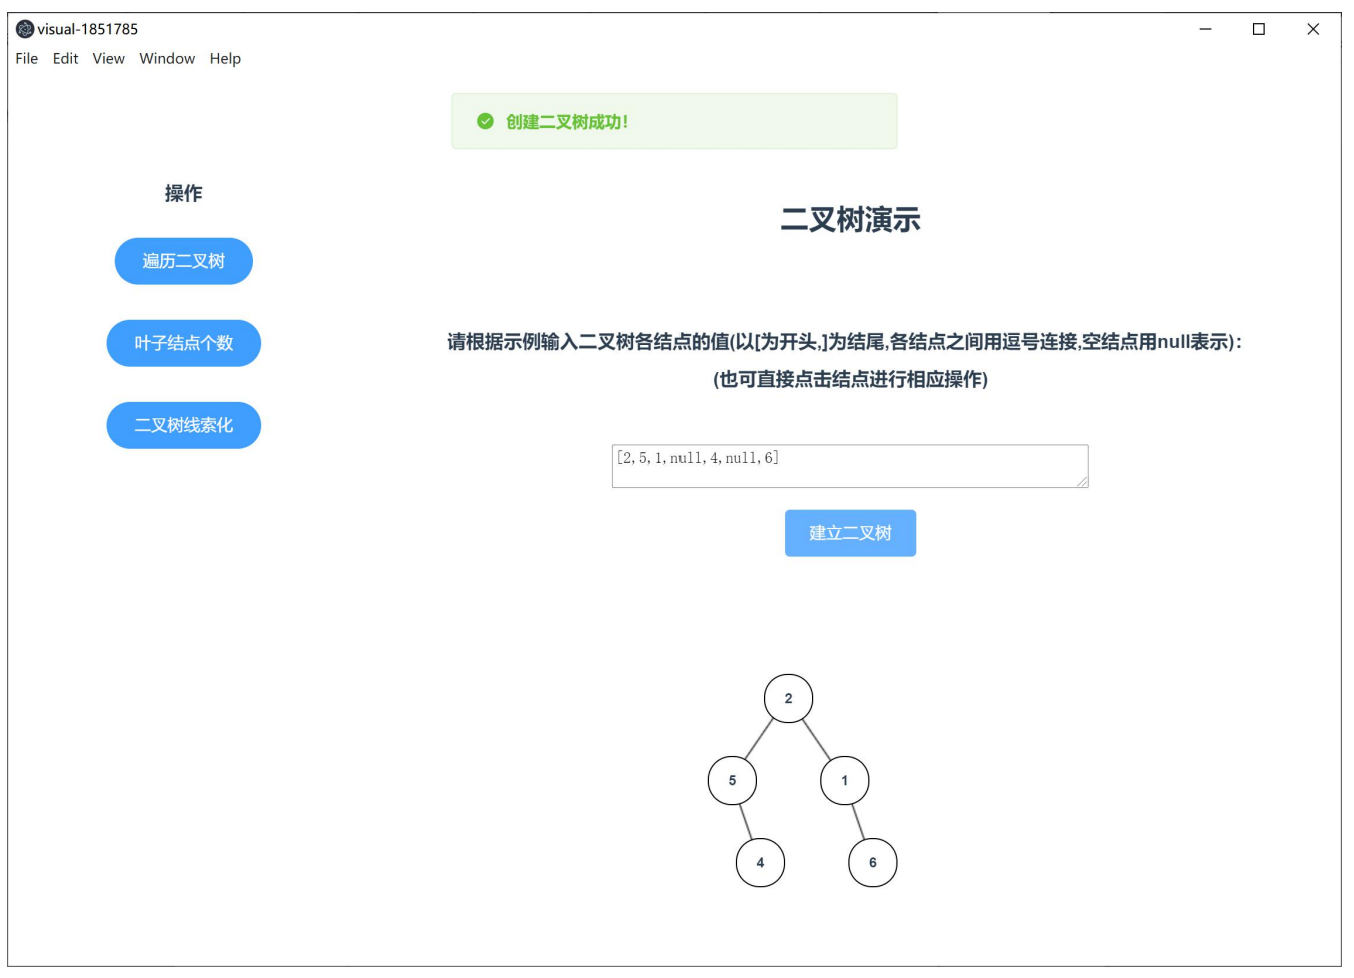 visual-1851785
File Edit View Window Help
创建二叉树成功!
操作
二叉树演示
遍历二叉树
叶子结点个数
请根据示例输入二叉树各结点的值(以[为开头,]为结尾,各结点之间用逗号连接,空结点用null表示):
(也可直接点击结点进行相应操作)
二叉树线索化
[2,5,1,null,4,null,6]
建立二叉树
2
5 1
4 6